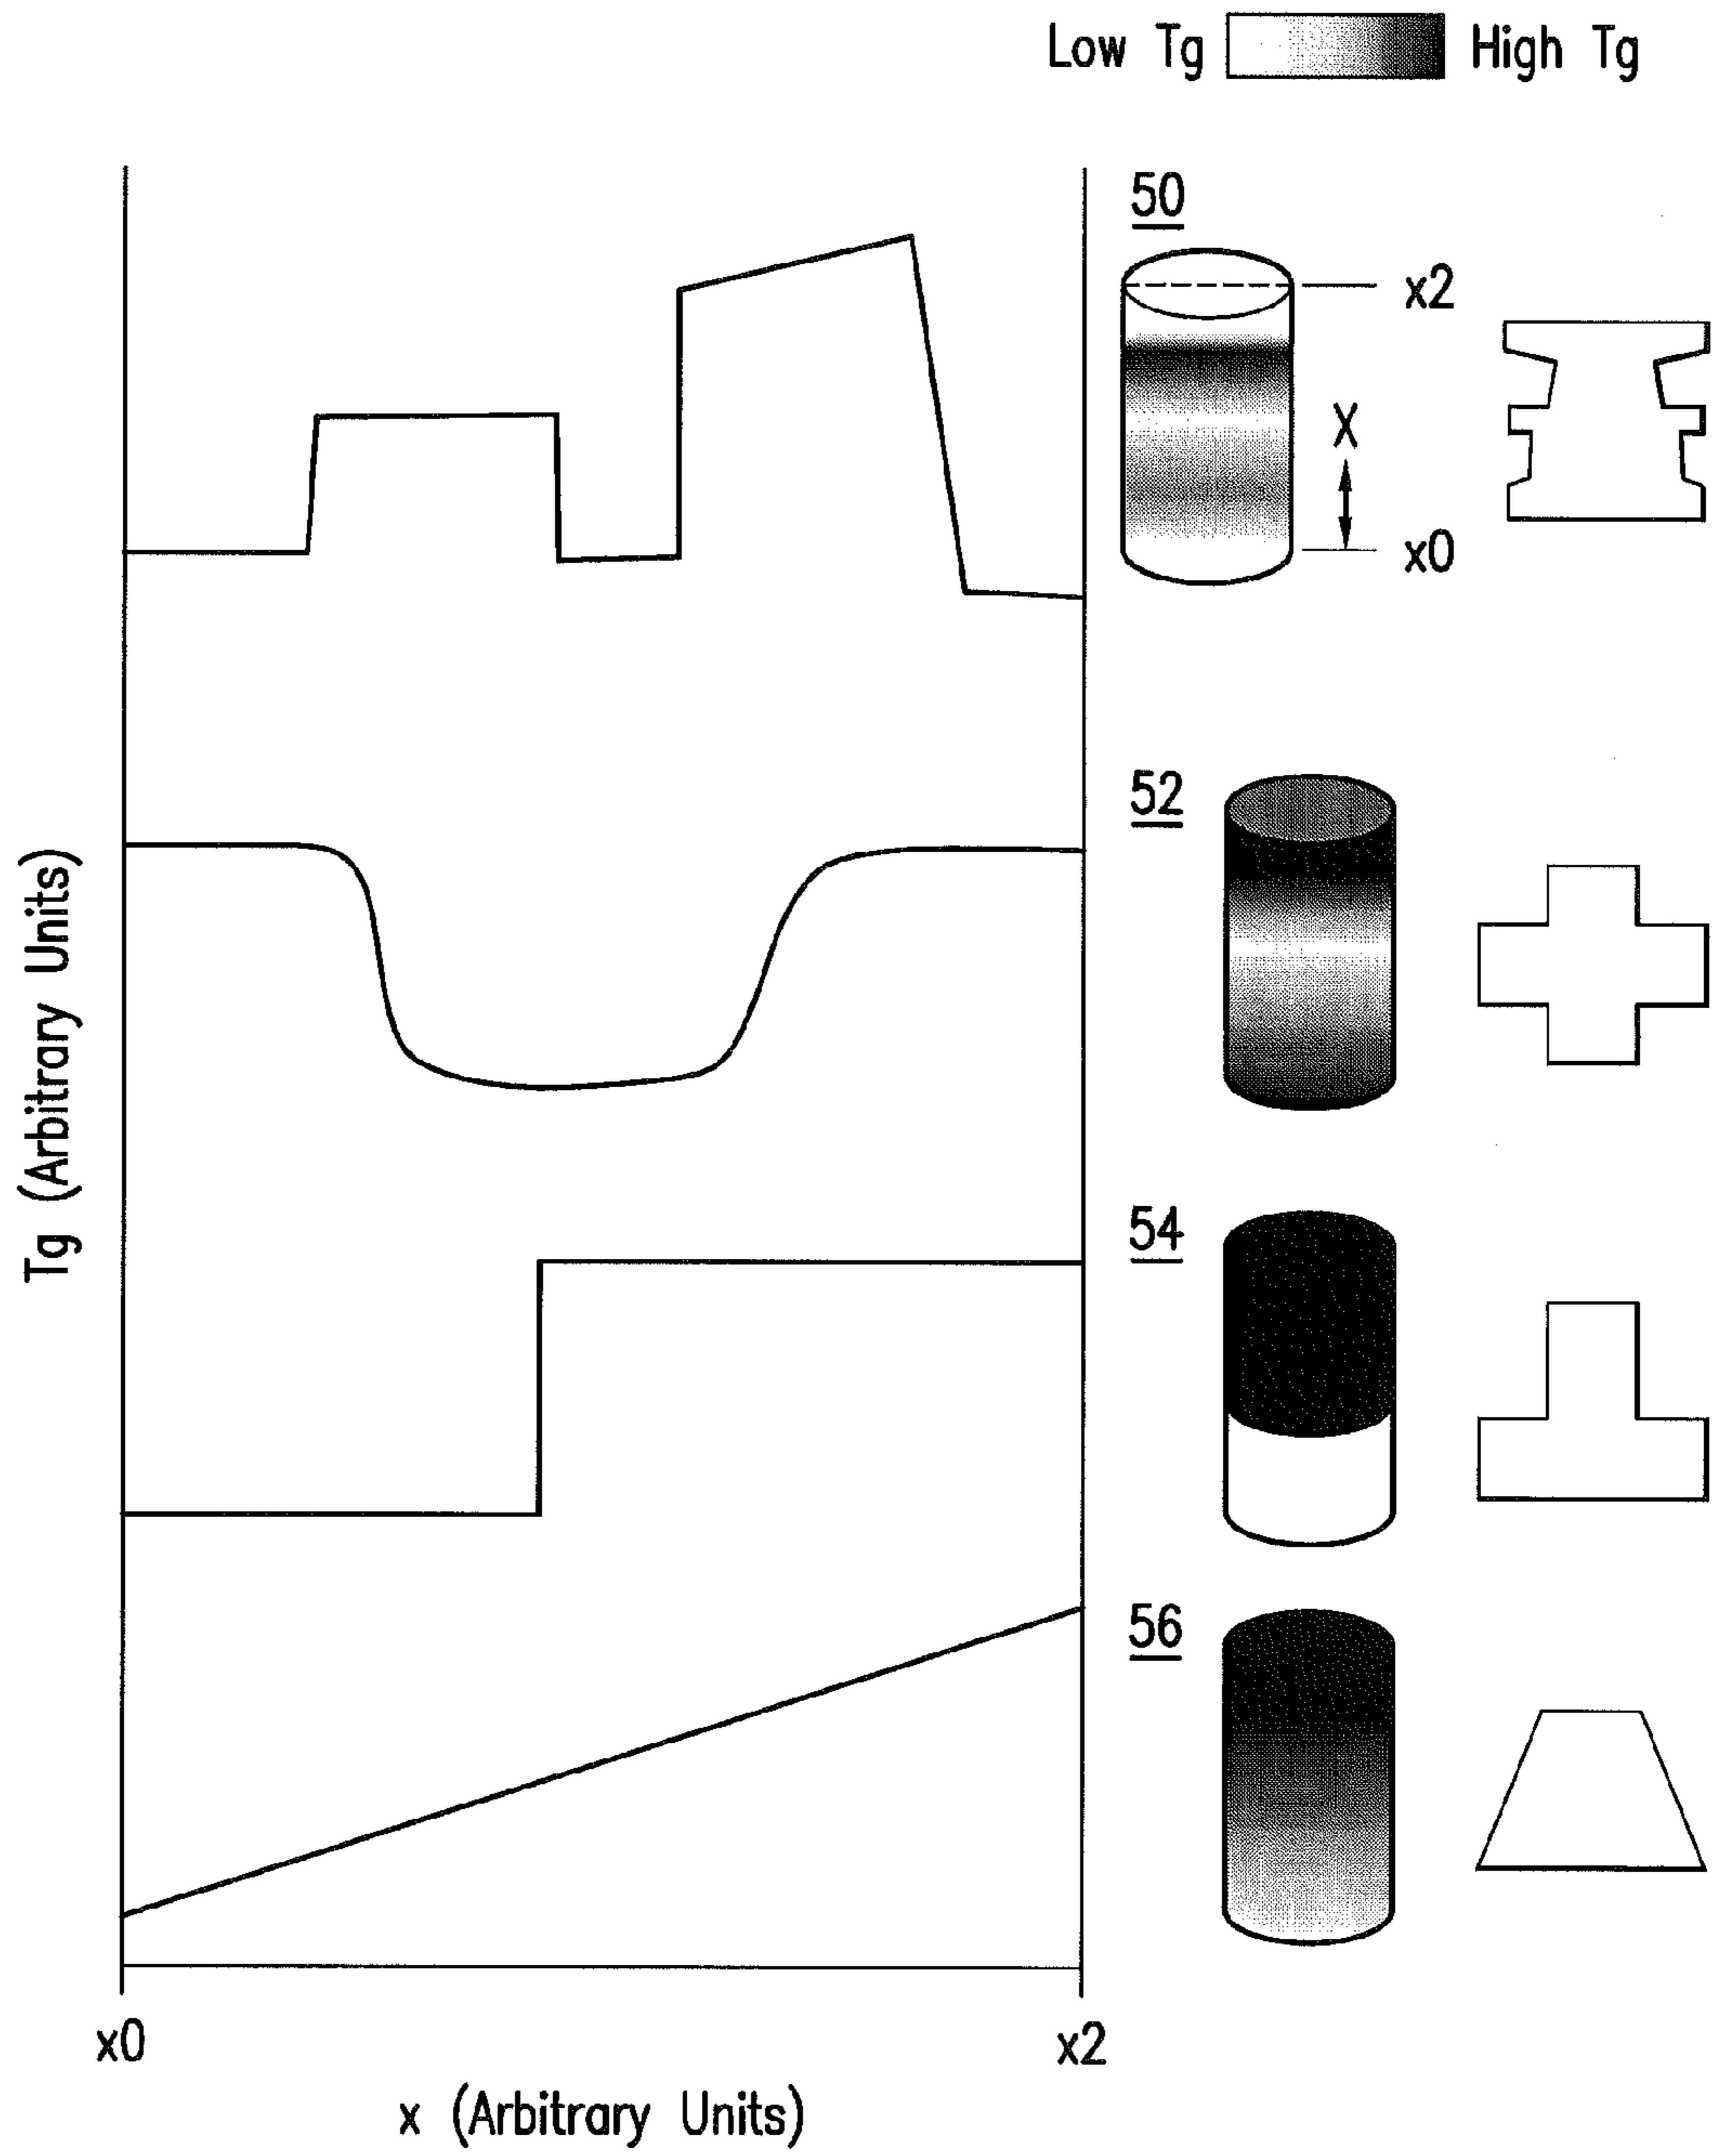 Low Tg High Tg
50
x2
X
x0
52
54
56
Tg (Arbitrary Units)
x0 x2
x (Arbitrary Units)